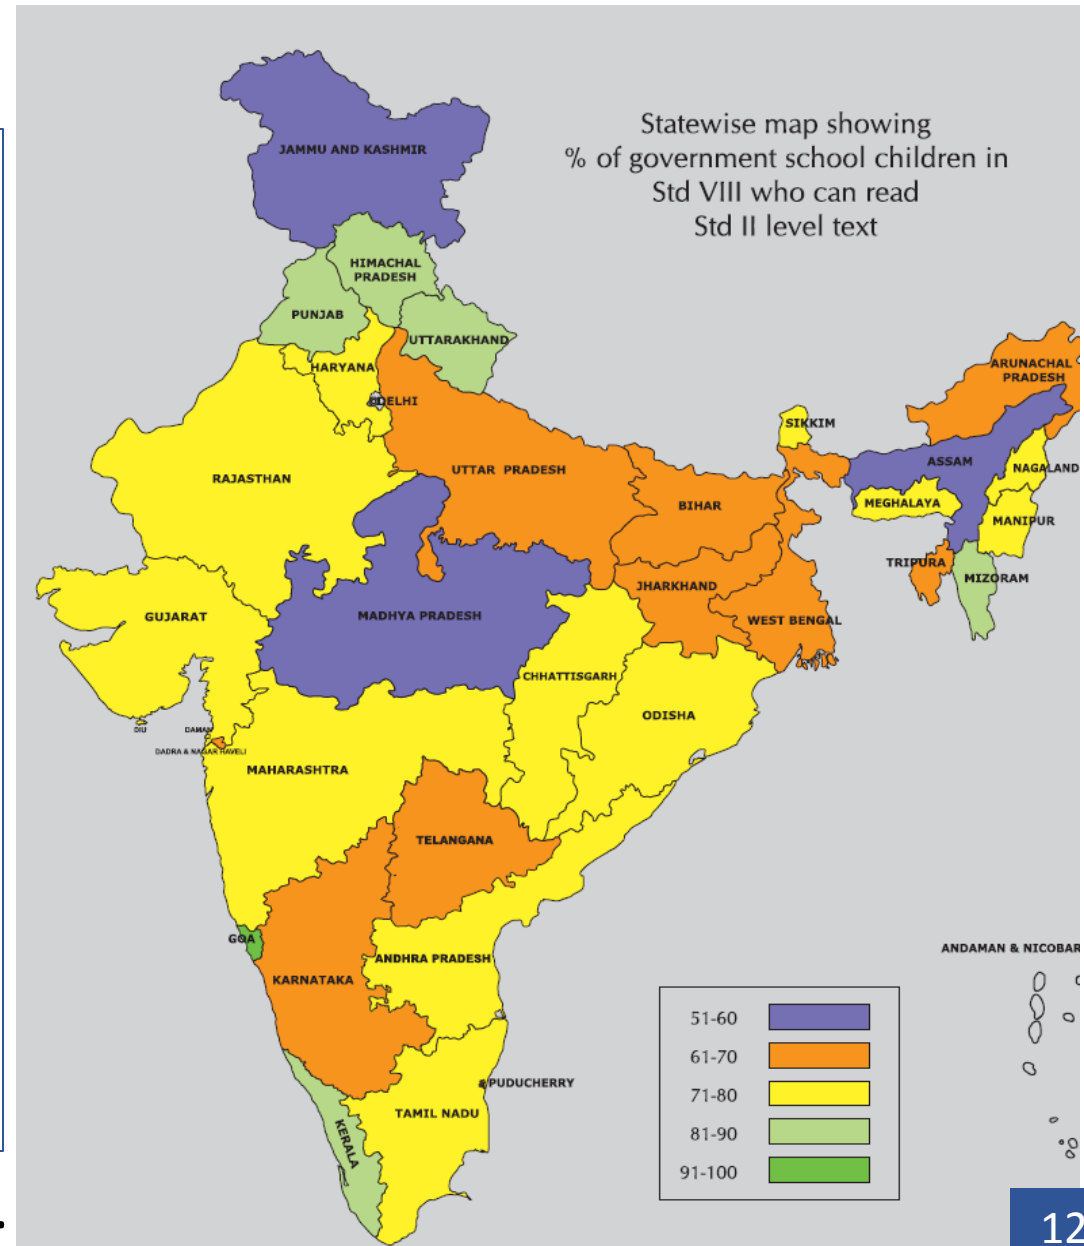 Statewise map showing
% of government school children in
Std VIII who can read
Std II level text
JAMMU AND KASHMIR
HIMACHAL
PRADESH
PUNJAB
UTTARAKHAND
HARYANA
DELHI
ARUNACHAL
PRADESH
SIKKIM
RAJASTHAN
UTTAR PRADESH
BIHAR
ASSAM
NAGALAND
MEGHALAYA
MANIPUR
TRIPURA
MIZORAM
JHARKHAND
GUJARAT
MADHYA PRADESH
WEST BENGAL
CHHATTISGARH
ODISHA
DIU
DAMAN
DADRA & NAGAR HAVELI
MAHARASHTRA
TELANGANA
GOA
ANDHRA PRADESH
KARNATAKA
ANDAMAN & NICOBAR
PUDUCHERRY
TAMIL NADU
KERALA
51-60
61-70
71-80
81-90
91-100
12